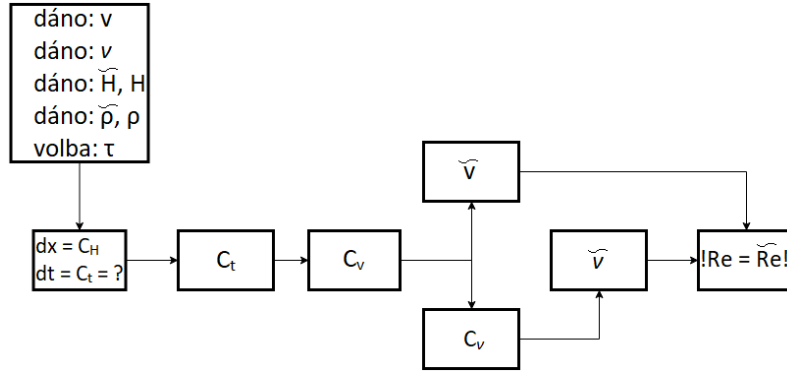 dáno: v
dáno: ν
dáno: H͠, H
dáno: ρ͠, ρ
volba: τ
dx = C_H
dt = C_t = ?
C_t
C_v
v͠
C_ν
ν͠
!Re = R͠e!